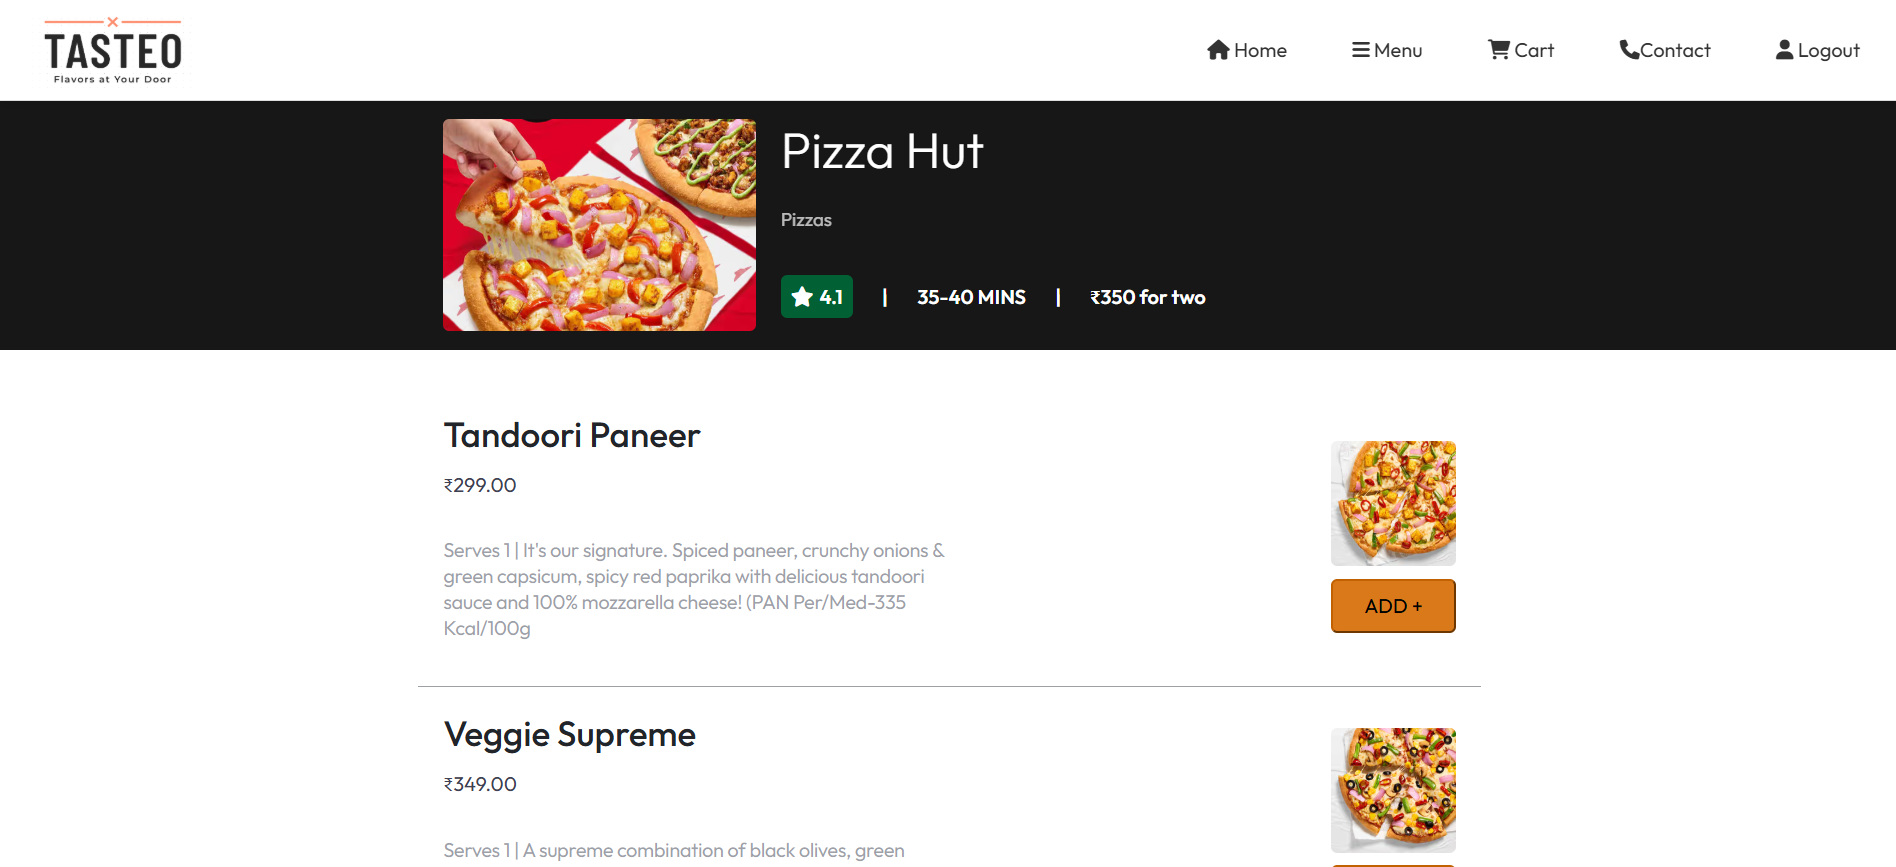 TASTEO
Flavors at Your Door
Home
Menu
Cart
Contact
Logout
Pizza Hut
Pizzas
4.1 | 35-40 MINS | ₹350 for two
Tandoori Paneer
₹299.00
Serves 1 | It's our signature. Spiced paneer, crunchy onions &
green capsicum, spicy red paprika with delicious tandoori
sauce and 100% mozzarella cheese! (PAN Per/Med-335
Kcal/100g
ADD +
Veggie Supreme
₹349.00
Serves 1 | A supreme combination of black olives, green